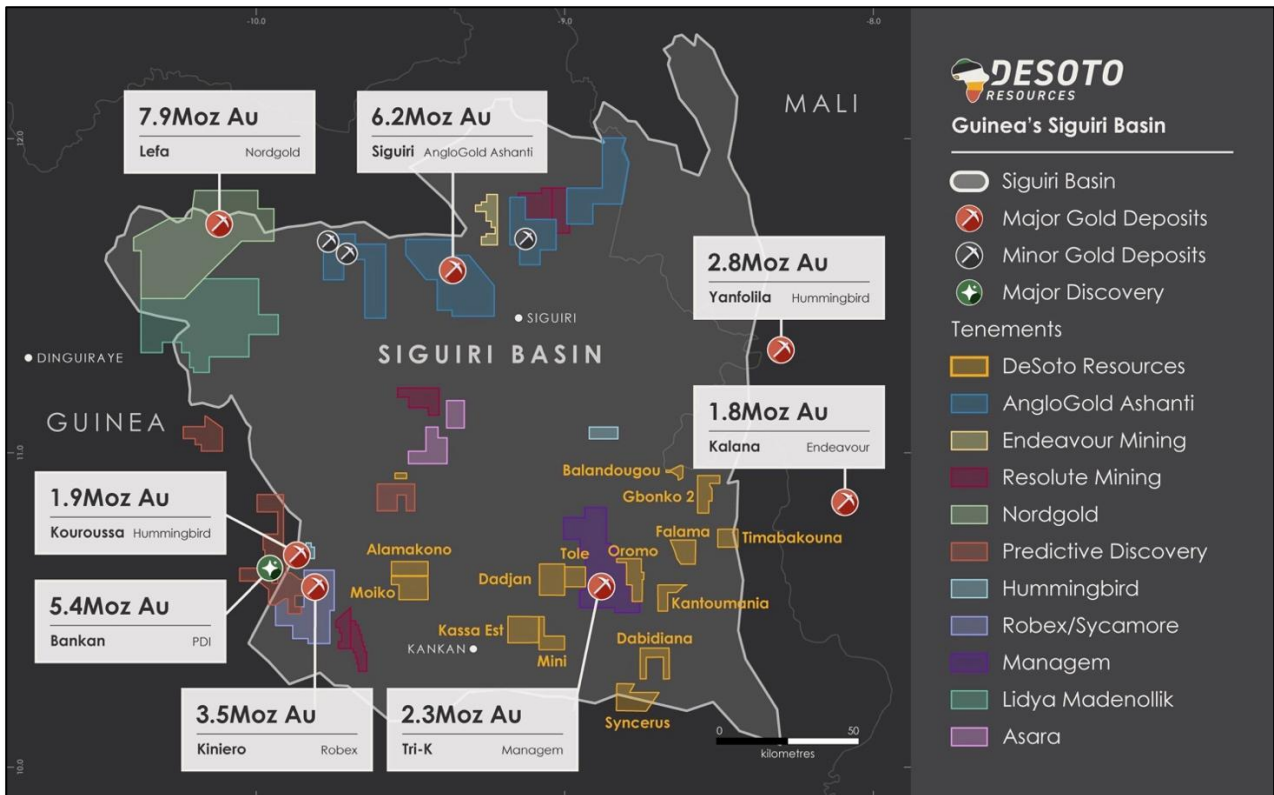 -10.0
-9.0
-8.0
12.0
11.0
10.0
MALI
GUINEA
7.9Moz Au
Lefa Nordgold
6.2Moz Au
Siguiri AngloGold Ashanti
SIGUIRI
SIGUIRI BASIN
DINGUIRAYE
2.8Moz Au
Yanfolila Hummingbird
1.8Moz Au
Kalana Endeavour
1.9Moz Au
Kouroussa Hummingbird
5.4Moz Au
Bankan PDI
3.5Moz Au
Kiniero Robex
2.3Moz Au
Tri-K Managem
Balandougou
Gbonko 2
Falama
Timabakouna
Alamakono
Moiko
Tole
Oromo
Dadjan
Kantoumania
Kassa Est
Mini
KANKAN
Dabidiana
Syncerus
0 50
kilometres
DESOTO
RESOURCES
Guinea's Siguiri Basin
Siguiri Basin
Major Gold Deposits
Minor Gold Deposits
Major Discovery
Tenements
DeSoto Resources
AngloGold Ashanti
Endeavour Mining
Resolute Mining
Nordgold
Predictive Discovery
Hummingbird
Robex/Sycamore
Managem
Lidya Madenollik
Asara